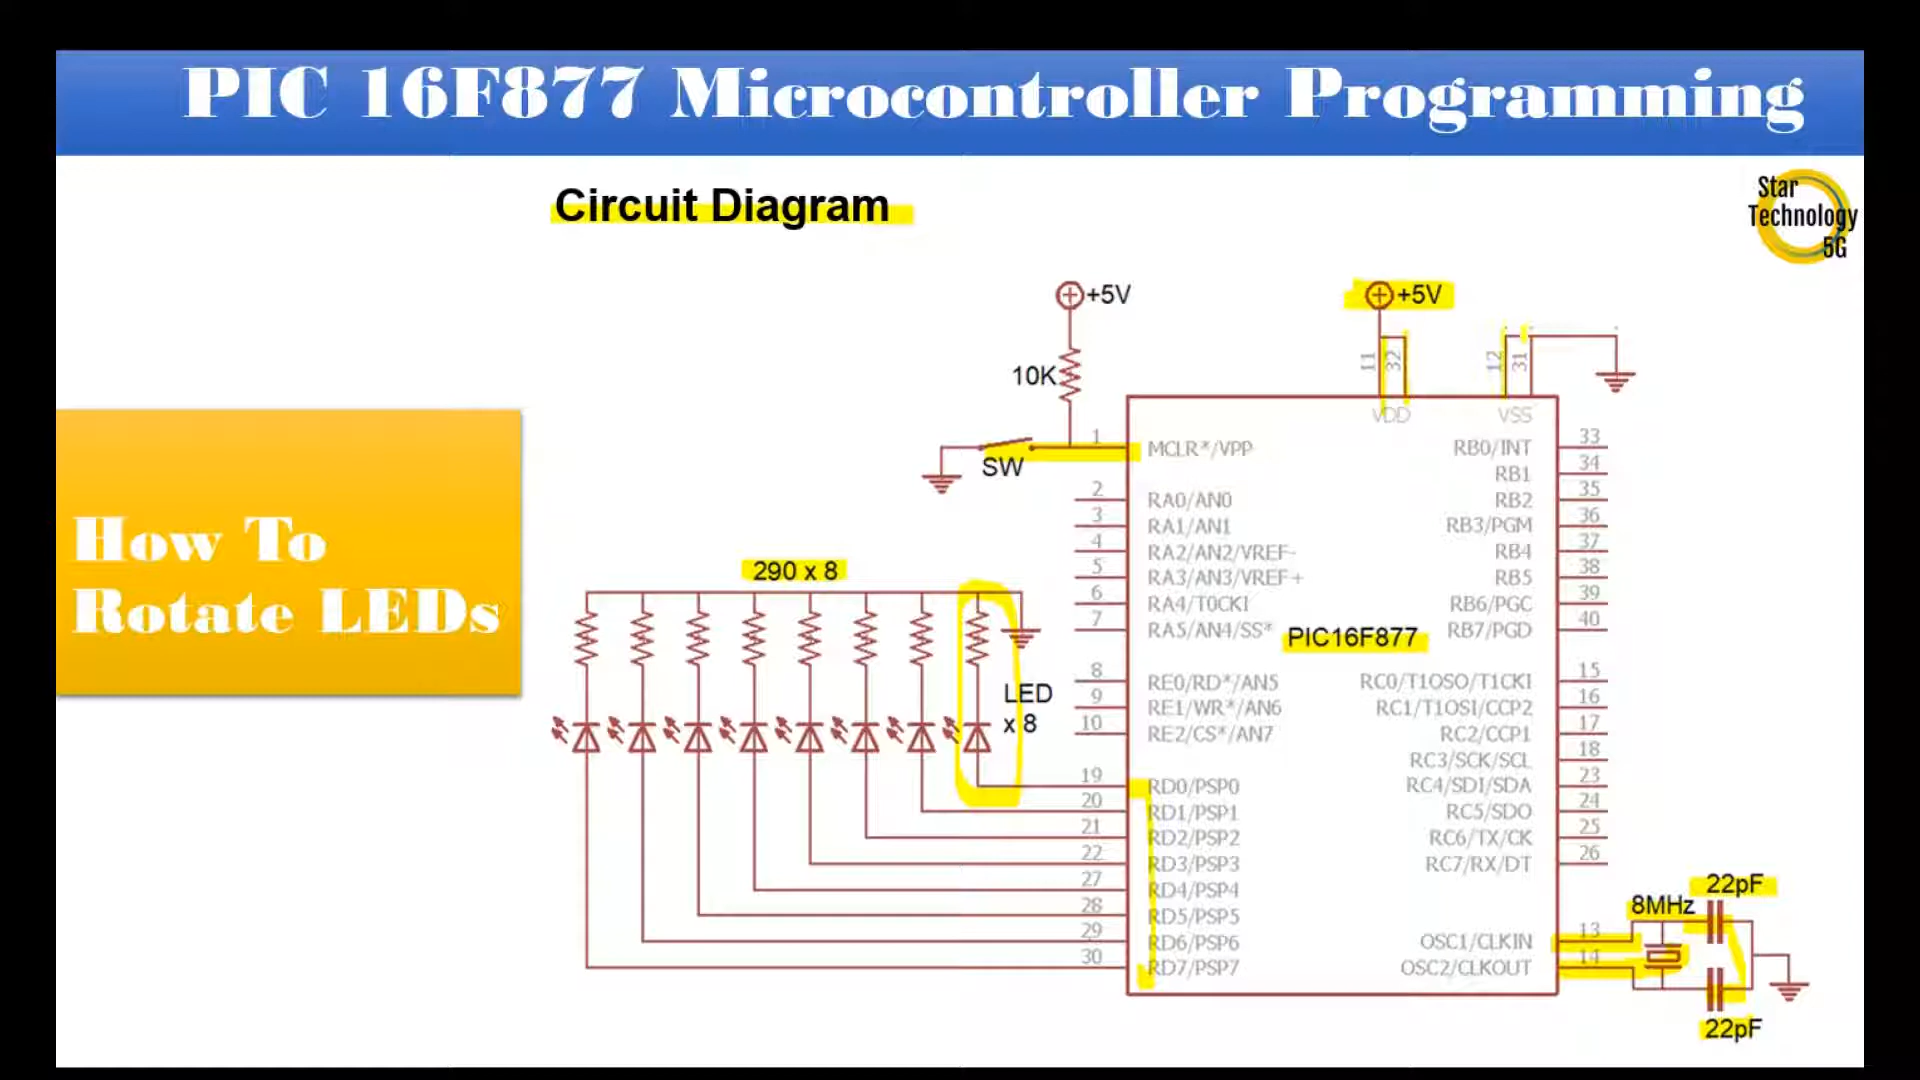 PIC 16F877 Microcontroller Programming
Circuit Diagram
Star
Technology
5G
How To
Rotate LEDs
+5V
+5V
10K
11
32
12
31
VDD
VSS
SW
1
MCLR*/VPP
2
RA0/AN0
3
RA1/AN1
4
RA2/AN2/VREF-
5
RA3/AN3/VREF+
6
RA4/T0CKI
7
RA5/AN4/SS*
8
RE0/RD*/AN5
9
RE1/WR*/AN6
10
RE2/CS*/AN7
19
RD0/PSP0
20
RD1/PSP1
21
RD2/PSP2
22
RD3/PSP3
27
RD4/PSP4
28
RD5/PSP5
29
RD6/PSP6
30
RD7/PSP7
290 x 8
LED
x 8
PIC16F877
RB0/INT
33
RB1
34
RB2
35
RB3/PGM
36
RB4
37
RB5
38
RB6/PGC
39
RB7/PGD
40
RC0/T1OSO/T1CKI
15
RC1/T1OSI/CCP2
16
RC2/CCP1
17
RC3/SCK/SCL
18
RC4/SDI/SDA
23
RC5/SDO
24
RC6/TX/CK
25
RC7/RX/DT
26
OSC1/CLKIN
13
OSC2/CLKOUT
14
8MHz
22pF
22pF